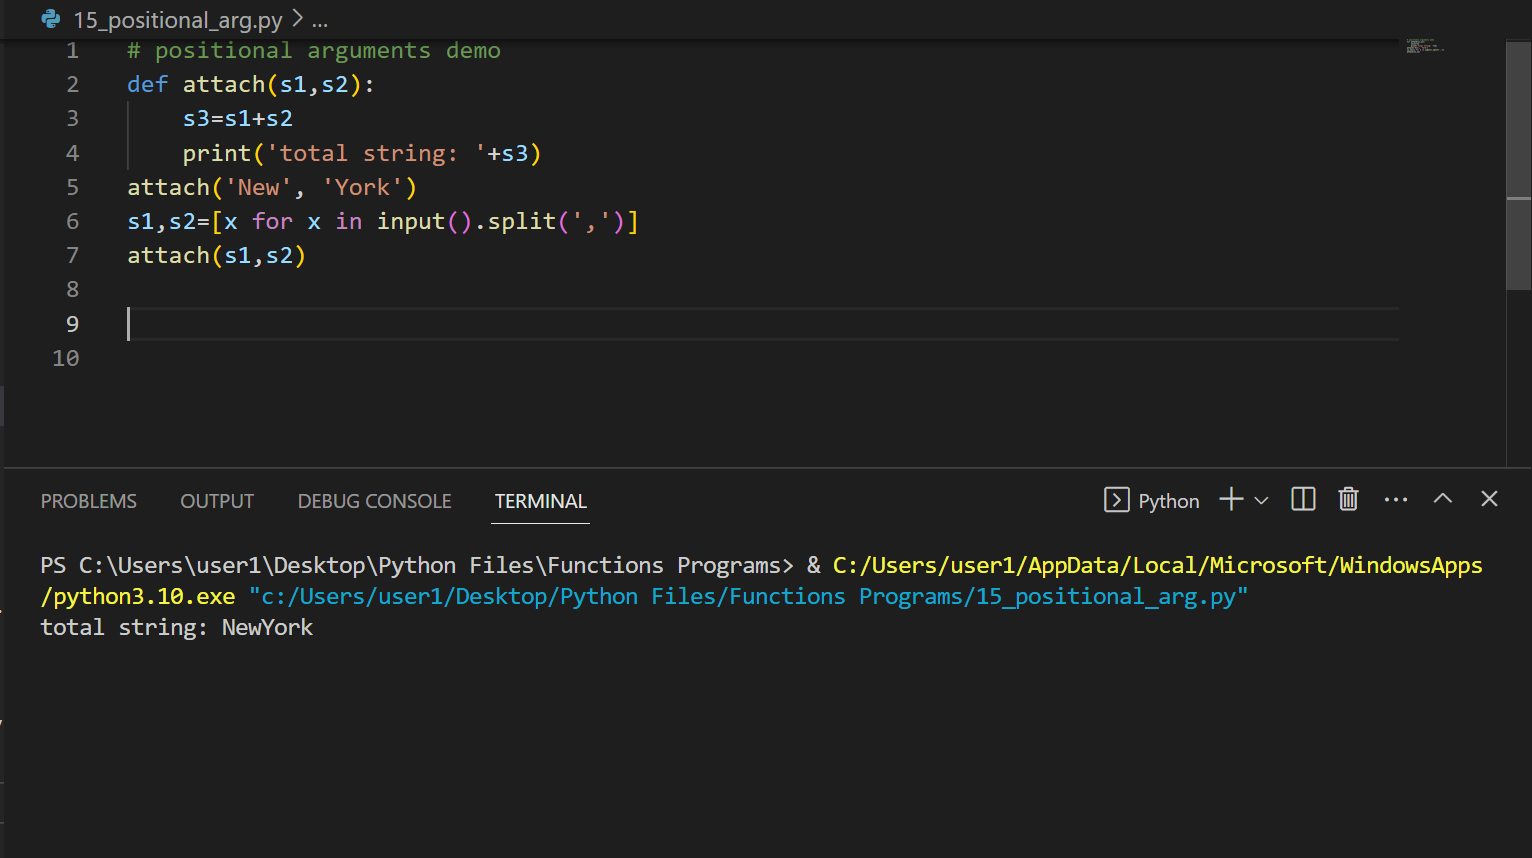 15_positional_arg.py > ...
1 # positional arguments demo
2 def attach(s1,s2):
3     s3=s1+s2
4     print('total string: '+s3)
5 attach('New', 'York')
6 s1,s2=[x for x in input().split(',')]
7 attach(s1,s2)
8
9
10
PROBLEMS OUTPUT DEBUG CONSOLE TERMINAL Python
PS C:\Users\user1\Desktop\Python Files\Functions Programs> & C:/Users/user1/AppData/Local/Microsoft/WindowsApps
/python3.10.exe "c:/Users/user1/Desktop/Python Files/Functions Programs/15_positional_arg.py"
total string: NewYork